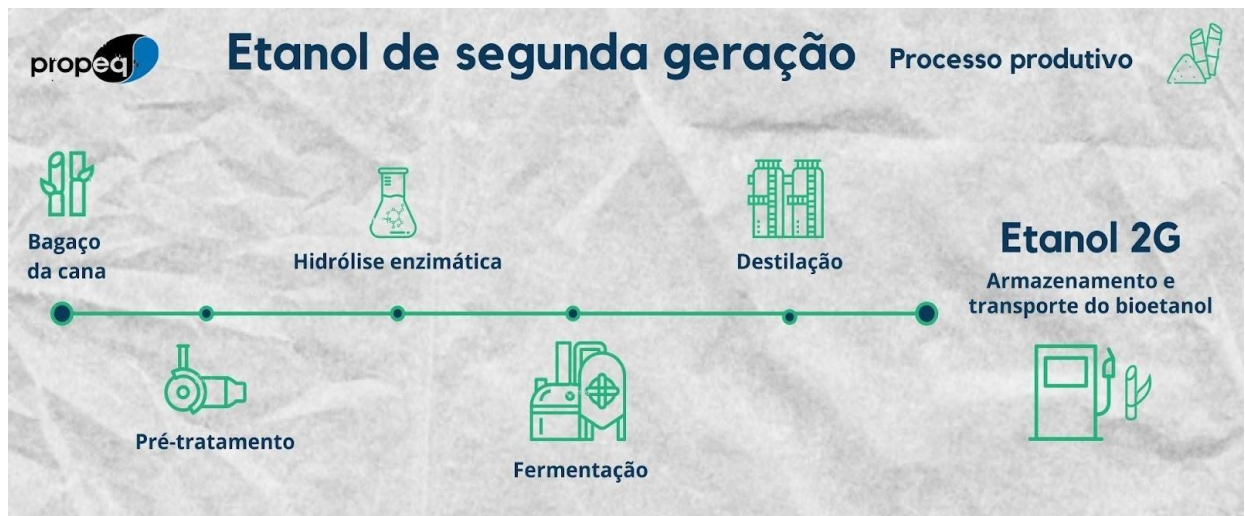 propeq
Etanol de segunda geração
Processo produtivo
Bagaço
da cana
Pré-tratamento
Hidrólise enzimática
Fermentação
Destilação
Etanol 2G
Armazenamento e
transporte do bioetanol